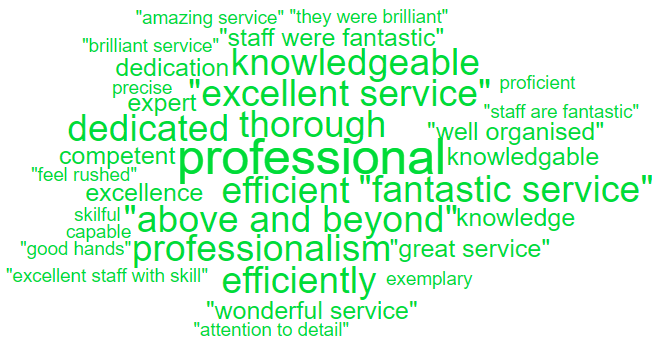 "amazing service" "they were brilliant"
"brilliant service" "staff were fantastic"
dedication knowledgeable
precise "excellent service" proficient
expert "staff are fantastic"
dedicated thorough "well organised"
competent professional knowledgable
"feel rushed"
excellence efficient "fantastic service"
skilful "above and beyond" knowledge
capable
"good hands" professionalism "great service"
"excellent staff with skill" efficiently exemplary
"wonderful service"
"attention to detail"